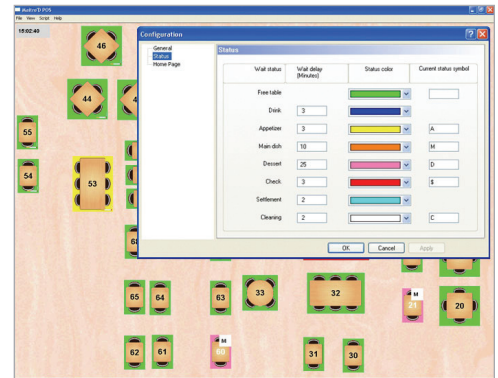 Maitre'D POS
File View Script Help
15:02:40
Configuration
General
Status
Home Page
Status
Wait status Wait delay (Minutes) Status color Current status symbol
Free table
Drink 3
Appetizer 3 A
Main dish 10 M
Dessert 25 D
Check 3 $
Settlement 2
Cleaning 2 C
OK Cancel Apply
46
44
55
54
53
65 64 63 33 32 M 20
62 61 M 60 31 30